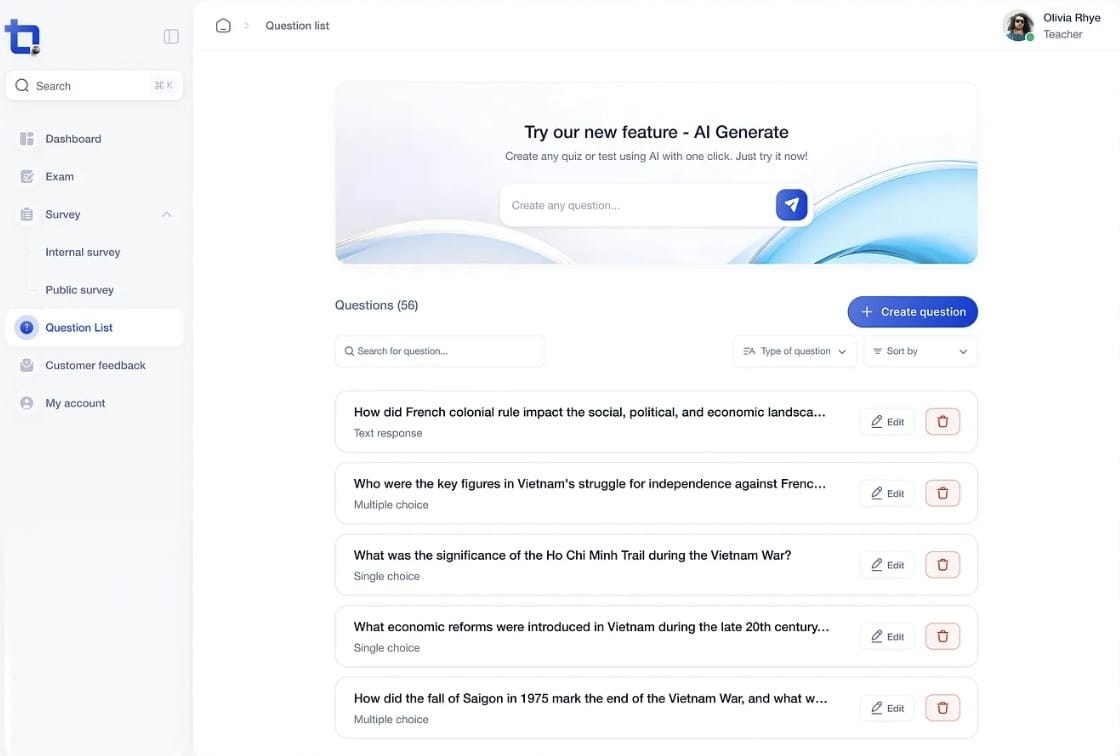 Question list
Olivia Rhye
Teacher
Search
⌘ K
Dashboard
Exam
Survey
Internal survey
Public survey
Question List
Customer feedback
My account
Try our new feature - AI Generate
Create any quiz or test using AI with one click. Just try it now!
Create any question...
Questions (56)
+ Create question
Search for question...
Type of question
Sort by
How did French colonial rule impact the social, political, and economic landsca...
Text response
Edit
Who were the key figures in Vietnam's struggle for independence against Frenc...
Multiple choice
Edit
What was the significance of the Ho Chi Minh Trail during the Vietnam War?
Single choice
Edit
What economic reforms were introduced in Vietnam during the late 20th century...
Single choice
Edit
How did the fall of Saigon in 1975 mark the end of the Vietnam War, and what w...
Multiple choice
Edit